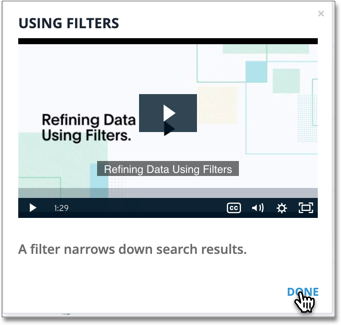 USING FILTERS
×
Refining Data
Using Filters.
Refining Data Using Filters
1:29
CC
A filter narrows down search results.
DONE